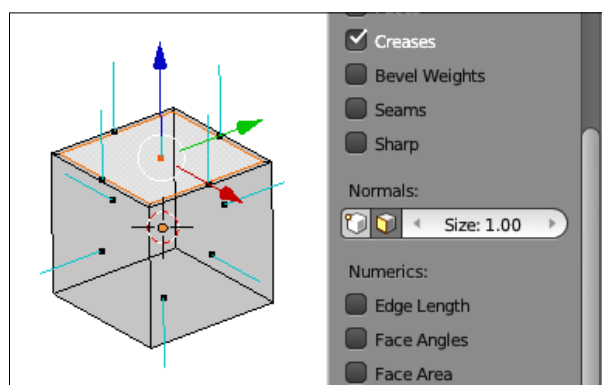 Creases
Bevel Weights
Seams
Sharp
Normals:
Size: 1.00
Numerics:
Edge Length
Face Angles
Face Area